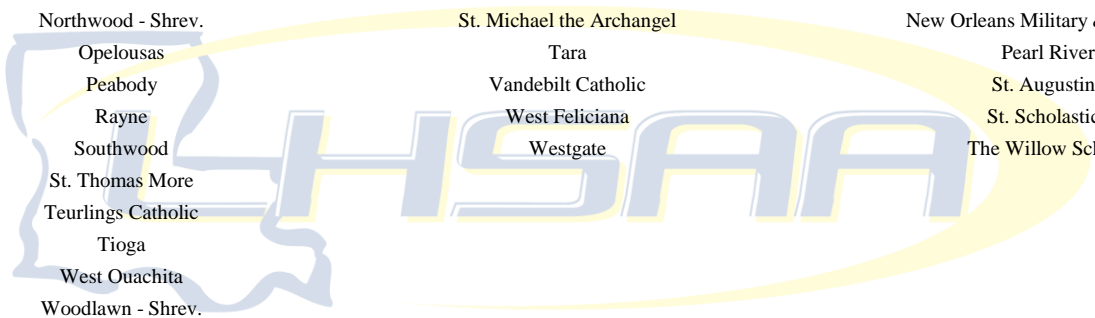 Northwood - Shrev.
Opelousas
Peabody
Rayne
Southwood
St. Thomas More
Teurlings Catholic
Tioga
West Ouachita
Woodlawn - Shrev.
St. Michael the Archangel
Tara
Vandebilt Catholic
West Feliciana
Westgate
New Orleans Military
Pearl River
St.
St.
The Willow
LHSAA